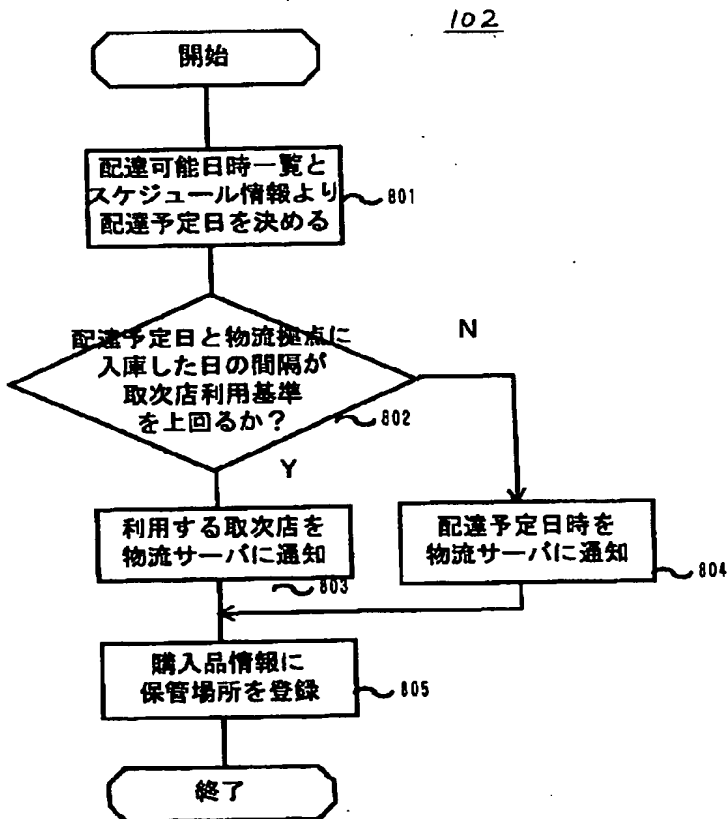 102
開始
配達可能日時一覧と
スケジュール情報より
配達予定日を決める
801
配達予定日と物流拠点に
入庫した日の間隔が
取次店利用基準
を上回るか?
802
N
Y
利用する取次店を
物流サーバに通知
803
配達予定日時を
物流サーバに通知
804
購入品情報に
保管場所を登録
805
終了